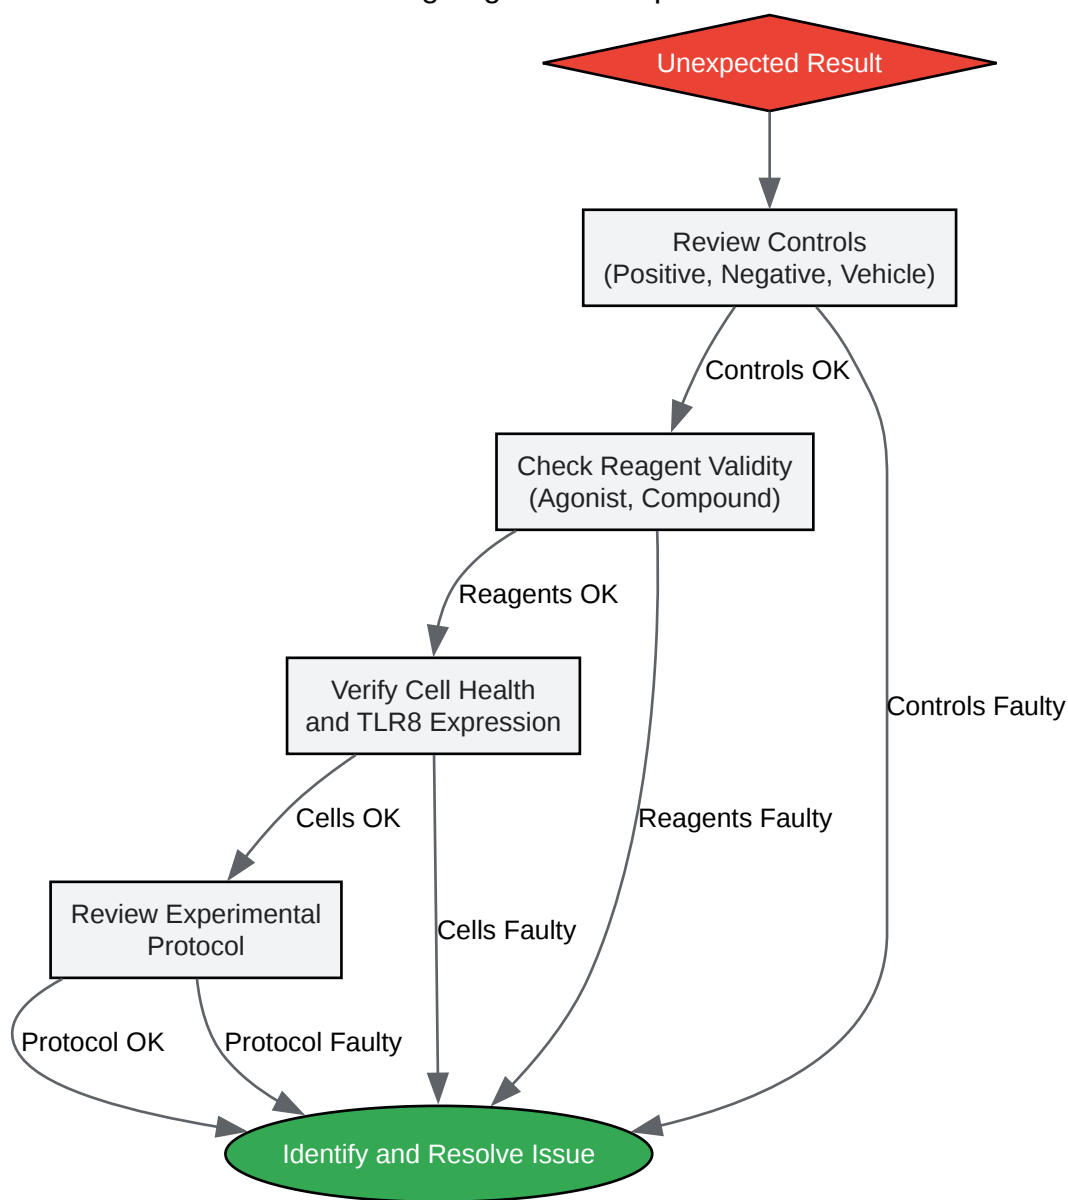 Unexpected Result
Review Controls
(Positive, Negative, Vehicle)
Controls OK
Check Reagent Validity
(Agonist, Compound)
Reagents OK
Verify Cell Health
and TLR8 Expression
Controls Faulty
Cells OK
Reagents Faulty
Review Experimental
Protocol
Cells Faulty
Protocol OK
Protocol Faulty
Identify and Resolve Issue